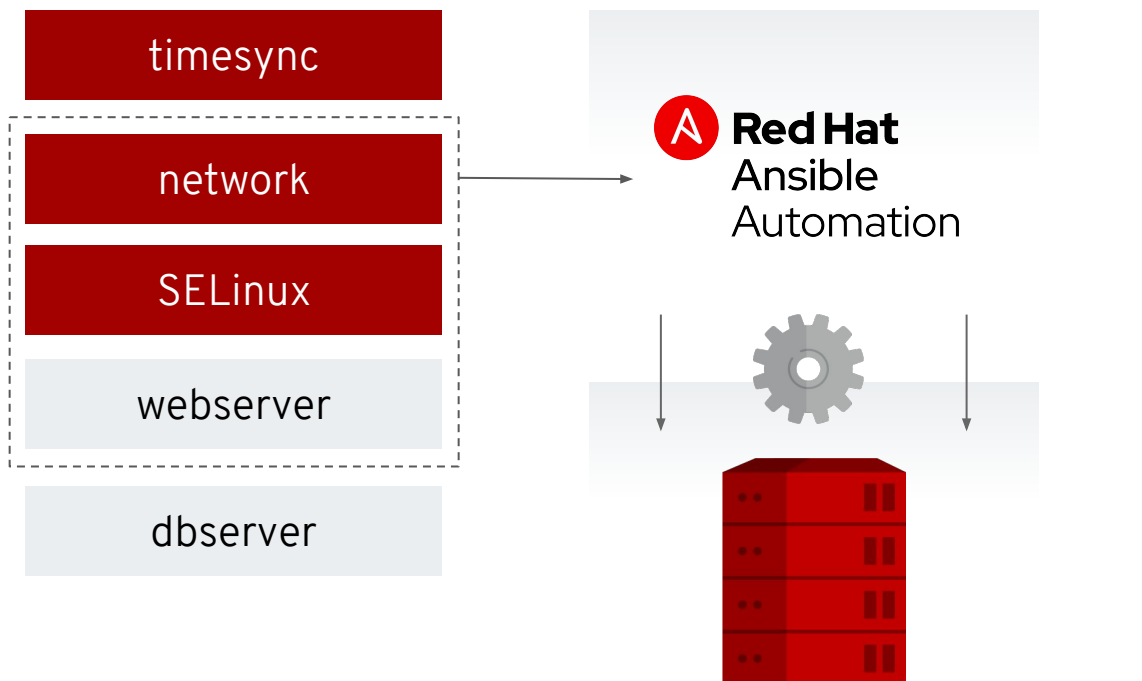 timesync
network
SELinux
webserver
dbserver
Red Hat
Ansible
Automation